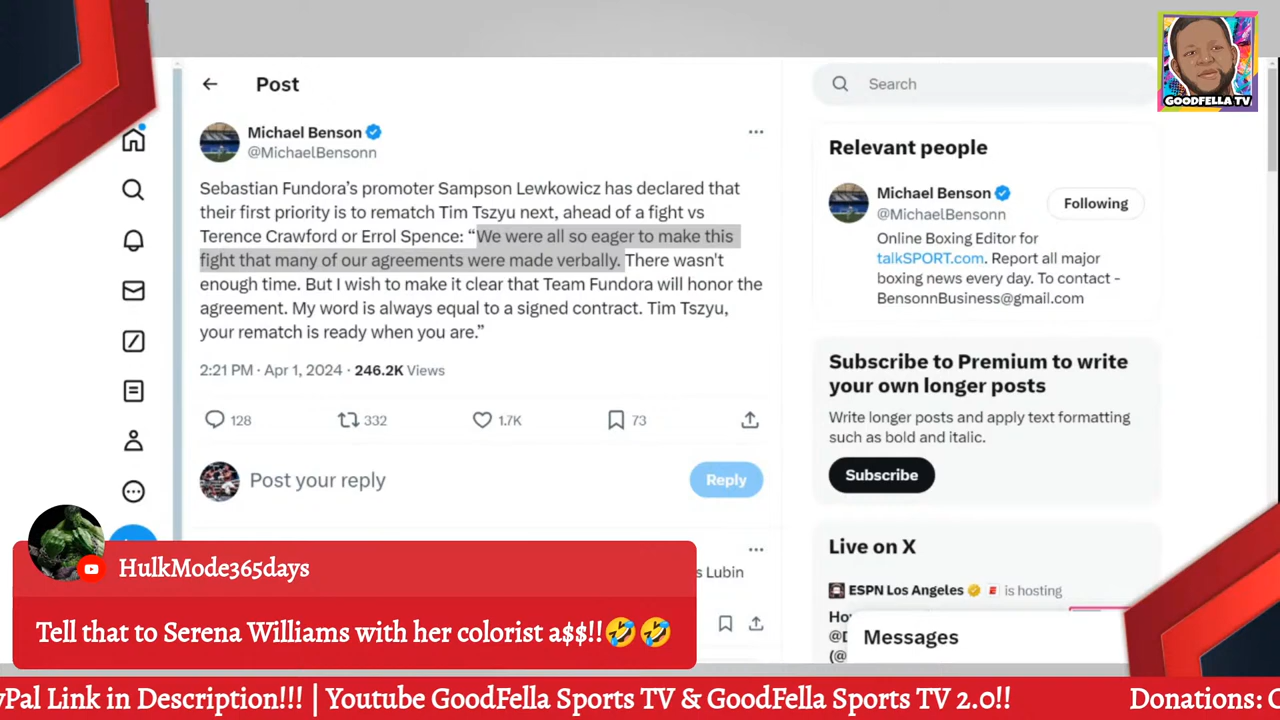 GOODFELLA TV
Post
Search
Michael Benson
@MichaelBensonn
Sebastian Fundora's promoter Sampson Lewkowicz has declared that
their first priority is to rematch Tim Tszyu next, ahead of a fight vs
Terence Crawford or Errol Spence: “We were all so eager to make this
fight that many of our agreements were made verbally. There wasn't
enough time. But I wish to make it clear that Team Fundora will honor the
agreement. My word is always equal to a signed contract. Tim Tszyu,
your rematch is ready when you are.”
2:21 PM · Apr 1, 2024 · 246.2K Views
128
332
1.7K
73
Post your reply
Reply
Relevant people
Michael Benson
@MichaelBensonn
Following
Online Boxing Editor for
talkSPORT.com. Report all major
boxing news every day. To contact -
BensonnBusiness@gmail.com
Subscribe to Premium to write
your own longer posts
Write longer posts and apply text formatting
such as bold and italic.
Subscribe
Live on X
ESPN Los Angeles is hosting
Messages
s Lubin
HulkMode365days
Tell that to Serena Williams with her colorist a$$!!🤣🤣
yPal Link in Description!!! | Youtube GoodFella Sports TV & GoodFella Sports TV 2.0!!
Donations: C